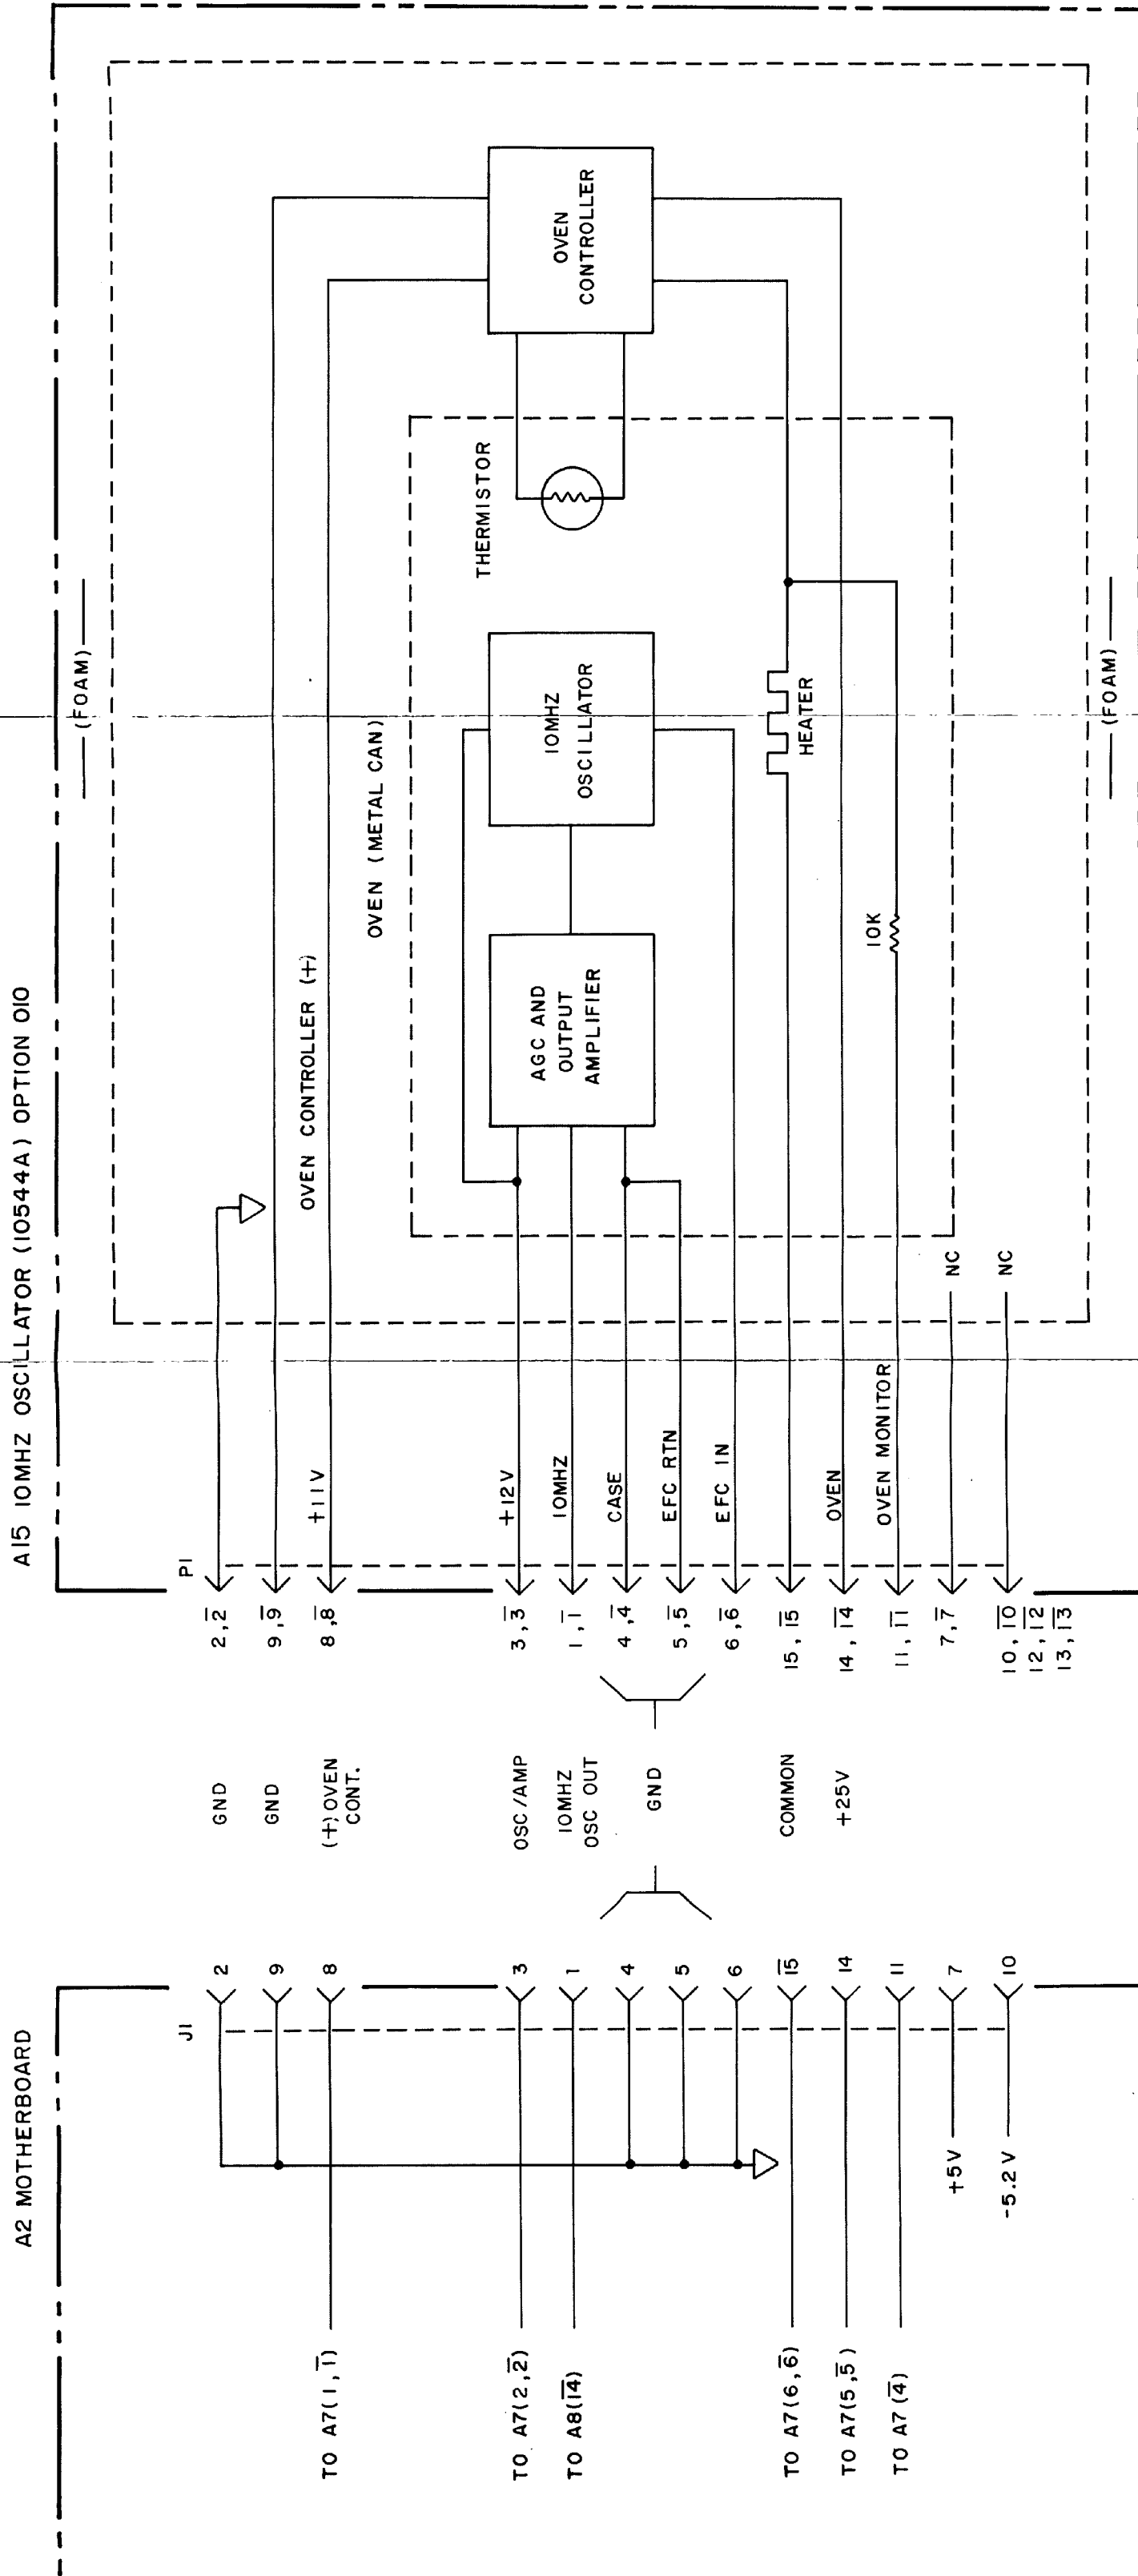 A15 10MHZ OSCILLATOR (10544A) OPTION 010
(FOAM)
OVEN CONTROLLER (+)
OVEN (METAL CAN)
THERMISTOR
OVEN
CONTROLLER
AGC AND
OUTPUT
AMPLIFIER
10MHZ
OSCILLATOR
HEATER
10K
(FOAM)
NC
NC
P1
+11V
+12V
10MHZ
CASE
EFC RTN
EFC IN
OVEN
OVEN MONITOR
2,2̅
9,9̅
8,8̅
3,3̅
1,1̅
4,4̅
5,5̅
6,6̅
15,1̅5̅
14,1̅4̅
11,1̅1̅
7,7̅
10,1̅0̅
12,1̅2̅
13,1̅3̅
GND
GND
(+)OVEN
CONT.
OSC/AMP
10MHZ
OSC OUT
GND
COMMON
+25V
A2 MOTHERBOARD
J1
2
9
8
3
1
4
5
6
1̅5̅
14
11
7
10
+5V
-5.2V
TO A7(1,1̅)
TO A7(2,2̅)
TO A8(1̅4̅)
TO A7(6,6̅)
TO A7(5,5̅)
TO A7(4̅)